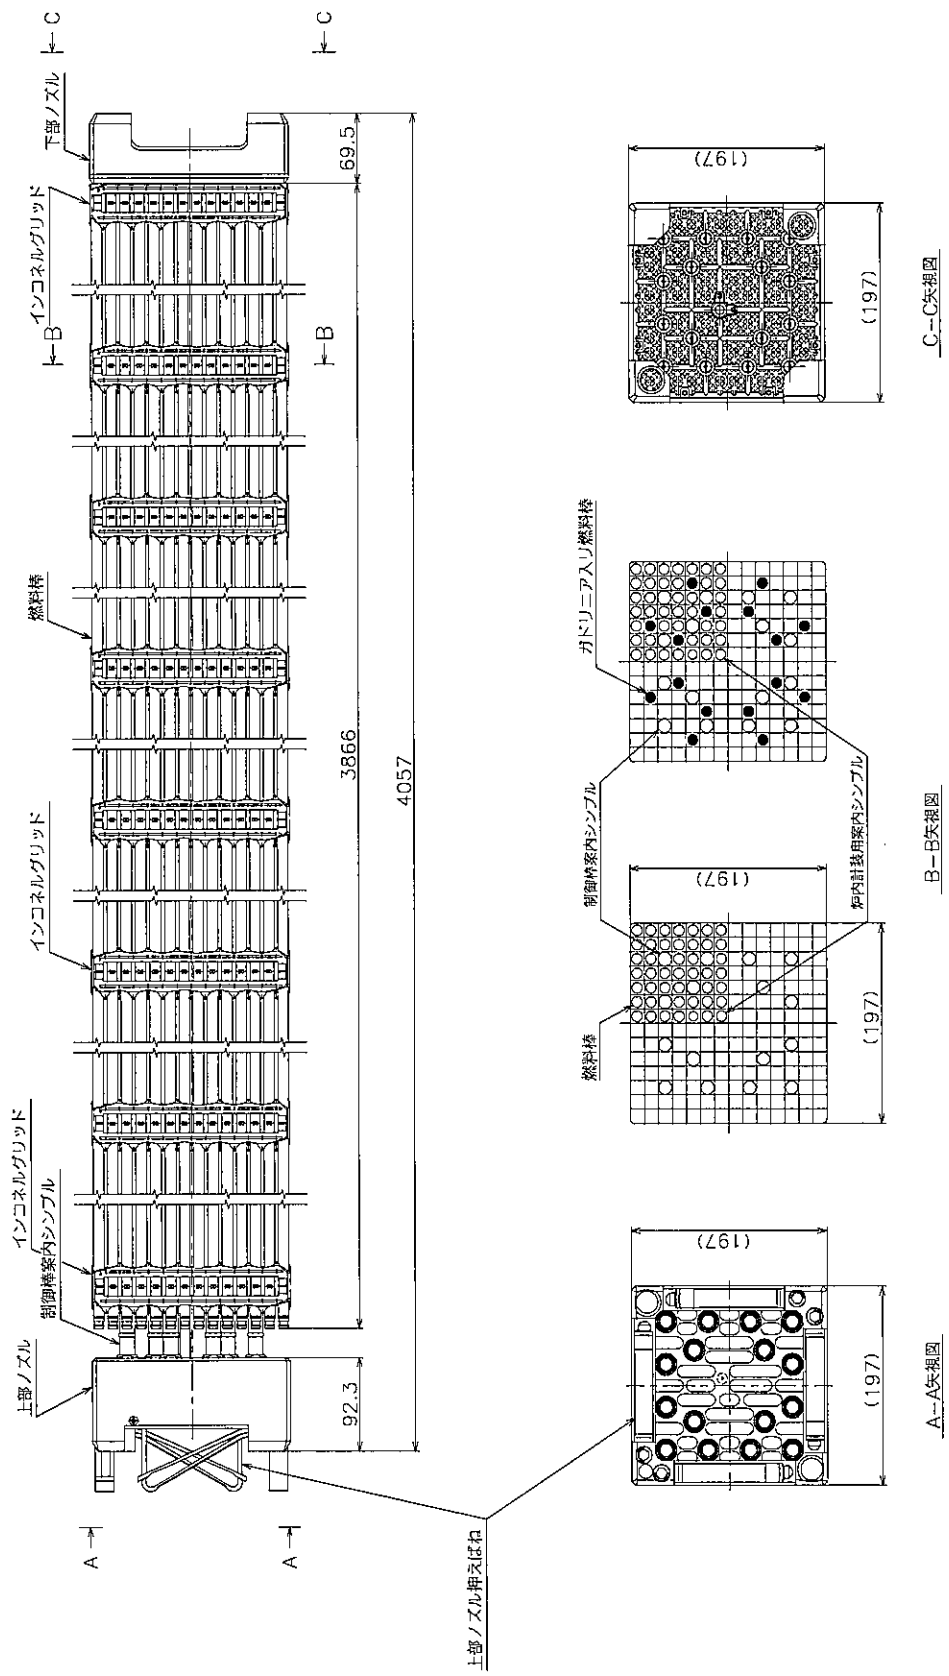 C
C
下部ノズル
インコネルグリッド
B
B
燃料棒
インコネルグリッド
インコネルグリッド
制御棒案内シンブル
上部ノズル
A
A
69.5
3866
4057
92.3
上部ノズル押えばね
(197)
(197)
A-A矢視図
燃料棒
制御棒案内シンブル
ガドリニア入り燃料棒
炉内計装用案内シンブル
(197)
(197)
B-B矢視図
(197)
(197)
C-C矢視図